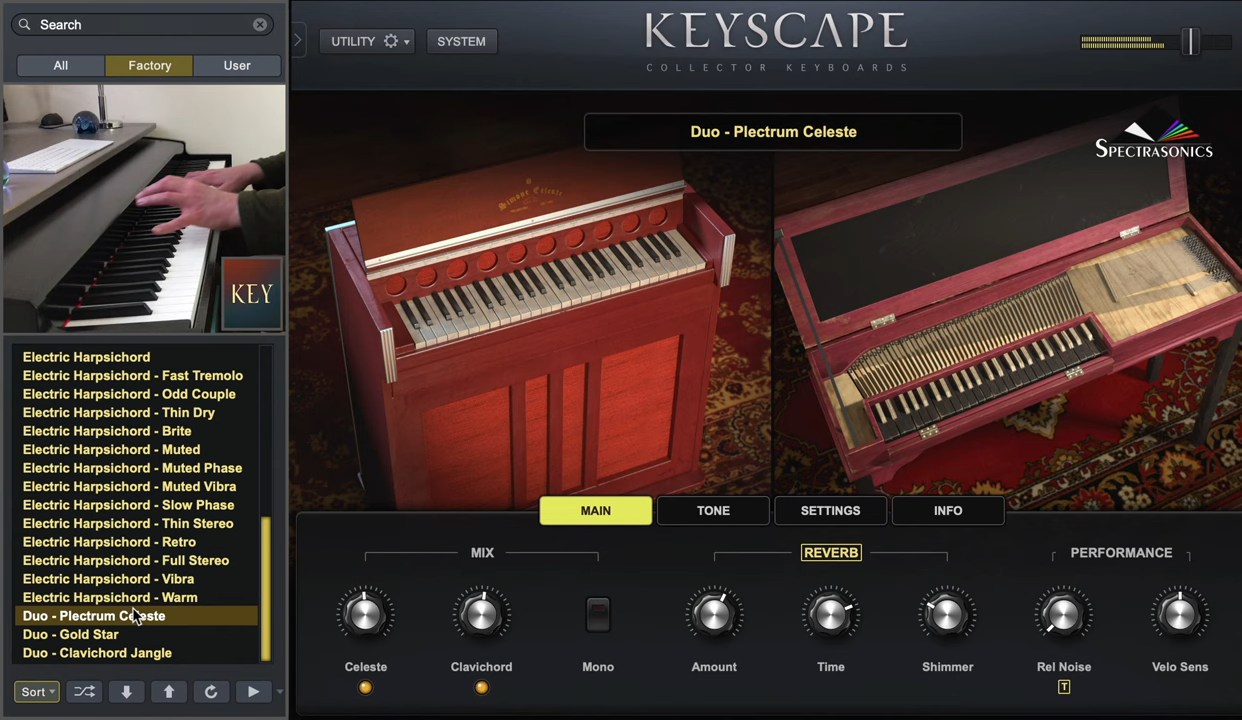 Search
All
Factory
User
KEY
Electric Harpsichord
Electric Harpsichord - Fast Tremolo
Electric Harpsichord - Odd Couple
Electric Harpsichord - Thin Dry
Electric Harpsichord - Brite
Electric Harpsichord - Muted
Electric Harpsichord - Muted Phase
Electric Harpsichord - Muted Vibra
Electric Harpsichord - Slow Phase
Electric Harpsichord - Thin Stereo
Electric Harpsichord - Retro
Electric Harpsichord - Full Stereo
Electric Harpsichord - Vibra
Electric Harpsichord - Warm
Duo - Plectrum Celeste
Duo - Gold Star
Duo - Clavichord Jangle
Sort
UTILITY
SYSTEM
KEYSCAPE
COLLECTOR KEYBOARDS
Duo - Plectrum Celeste
SPECTRASONICS
MAIN
TONE
SETTINGS
INFO
MIX
REVERB
PERFORMANCE
Celeste
Clavichord
Mono
Amount
Time
Shimmer
Rel Noise
Velo Sens
T